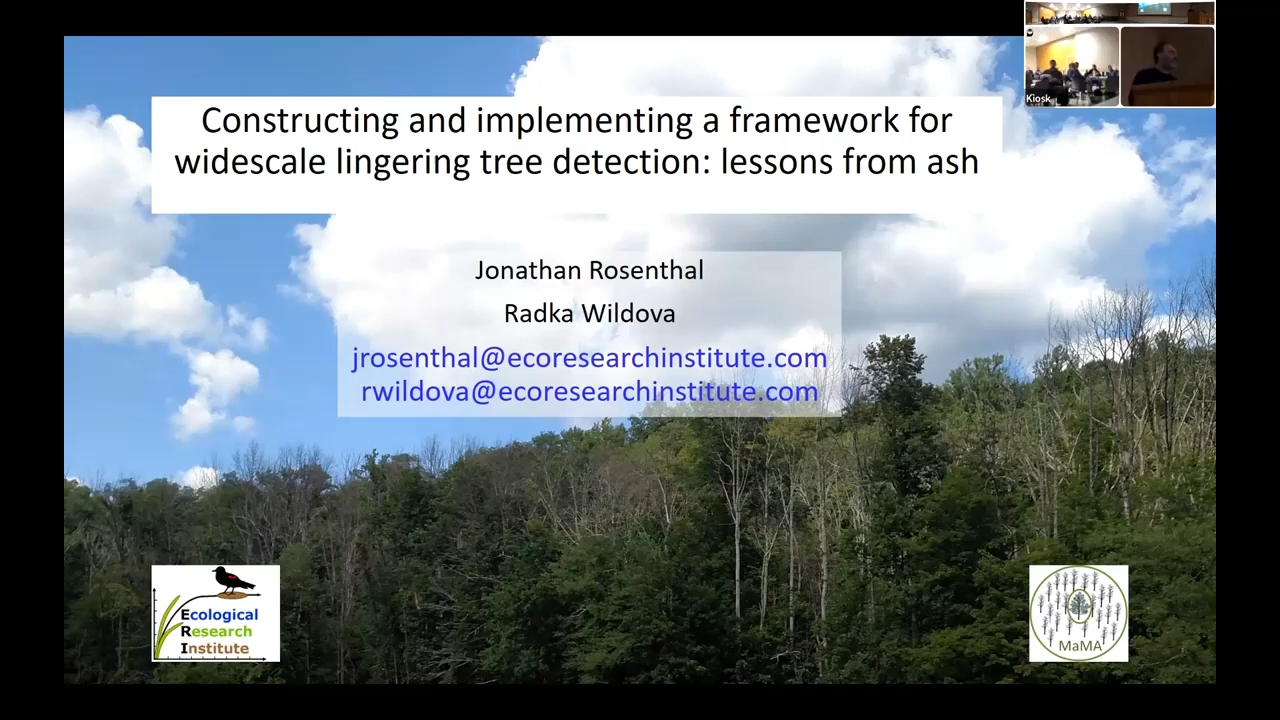 Kiosk
Constructing and implementing a framework for
widescale lingering tree detection: lessons from ash
Jonathan Rosenthal
Radka Wildova
jrosenthal@ecoresearchinstitute.com
rwildova@ecoresearchinstitute.com
Ecological
Research
Institute
MaMA